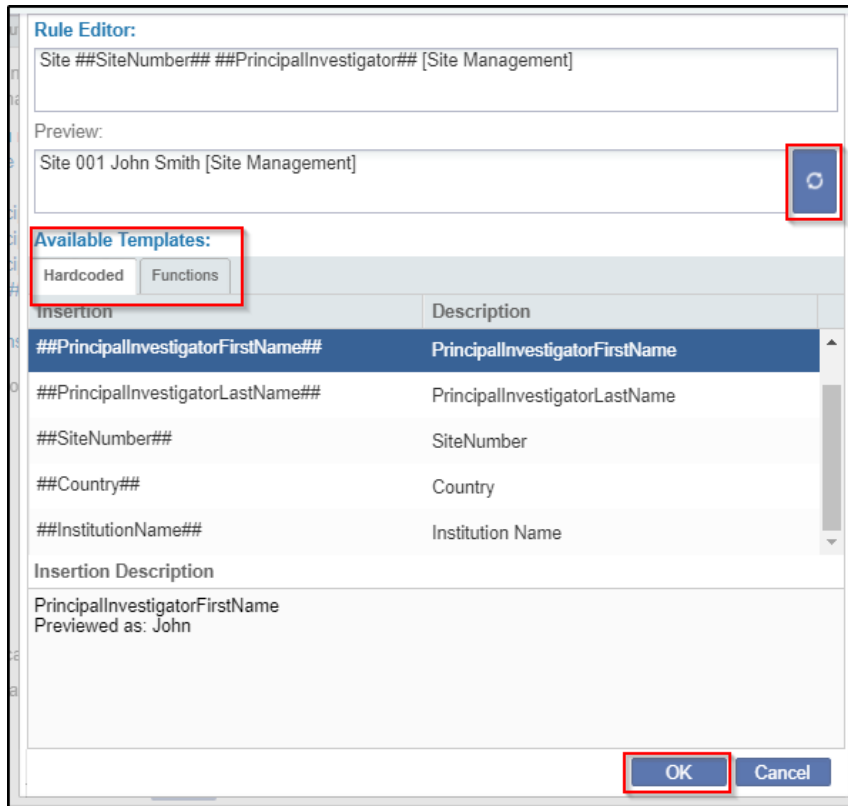 Rule Editor:
Site ##SiteNumber## ##PrincipalInvestigator## [Site Management]
Preview:
Site 001 John Smith [Site Management]
Available Templates:
Hardcoded Functions
Insertion Description
##PrincipalInvestigatorFirstName## PrincipalInvestigatorFirstName
##PrincipalInvestigatorLastName## PrincipalInvestigatorLastName
##SiteNumber## SiteNumber
##Country## Country
##InstitutionName## Institution Name
Insertion Description
PrincipalInvestigatorFirstName
Previewed as: John
OK Cancel